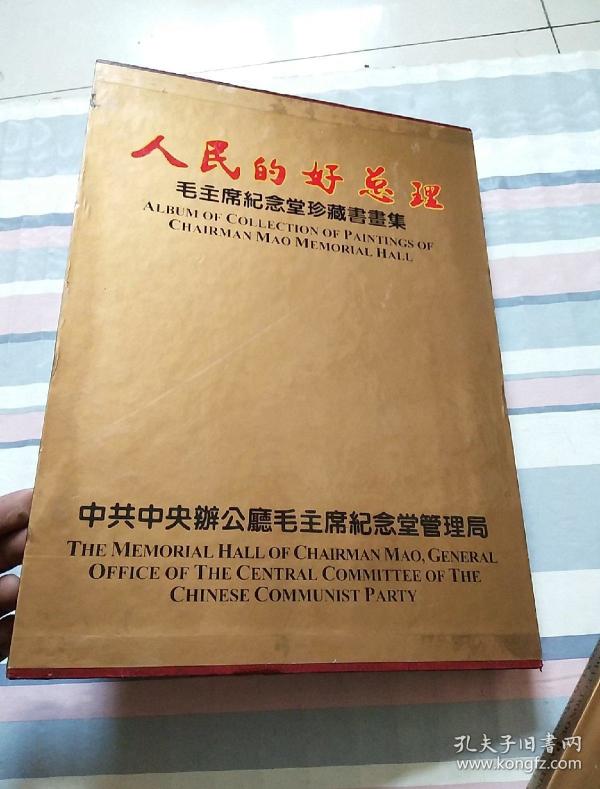 人民的好总理
毛主席紀念堂珍藏書畫集
ALBUM OF COLLECTION OF PAINTINGS OF
CHAIRMAN MAO MEMORIAL HALL
中共中央辦公廳毛主席紀念堂管理局
THE MEMORIAL HALL OF CHAIRMAN MAO, GENERAL
OFFICE OF THE CENTRAL COMMITTEE OF THE
CHINESE COMMUNIST PARTY
孔夫子旧書网
www.kongfz.com